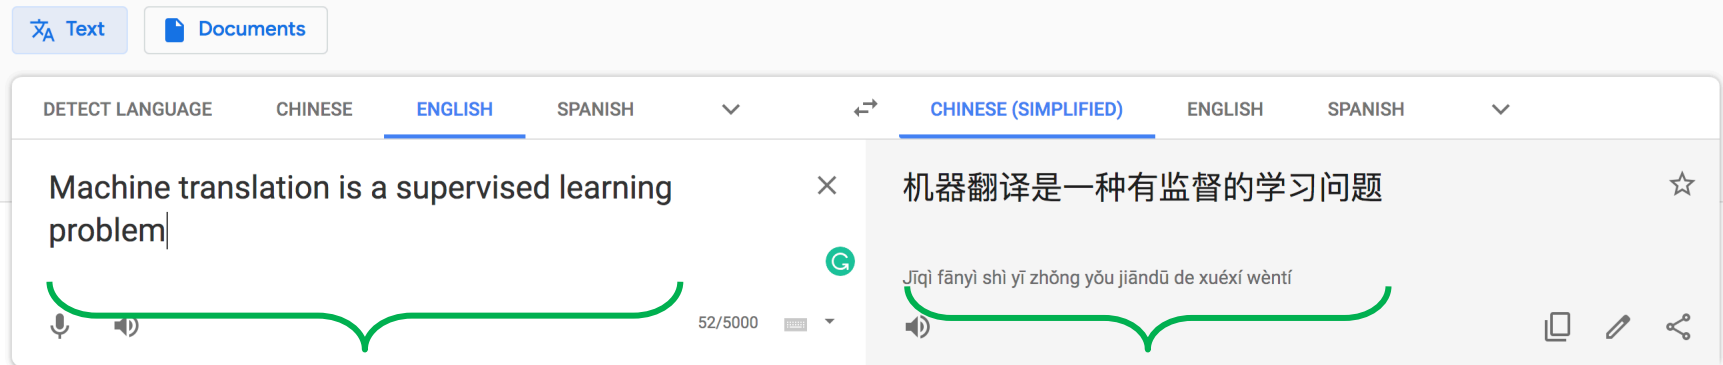 Text
Documents
DETECT LANGUAGE
CHINESE
ENGLISH
SPANISH
CHINESE (SIMPLIFIED)
ENGLISH
SPANISH
Machine translation is a supervised learning
problem
机器翻译是一种有监督的学习问题
Jīqì fānyì shì yī zhǒng yǒu jiāndū de xuéxí wèntí
52/5000